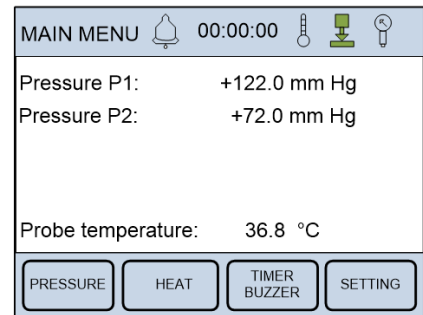 MAIN MENU 00:00:00
Pressure P1: +122.0 mm Hg
Pressure P2: +72.0 mm Hg
Probe temperature: 36.8 °C
PRESSURE HEAT TIMER BUZZER SETTING